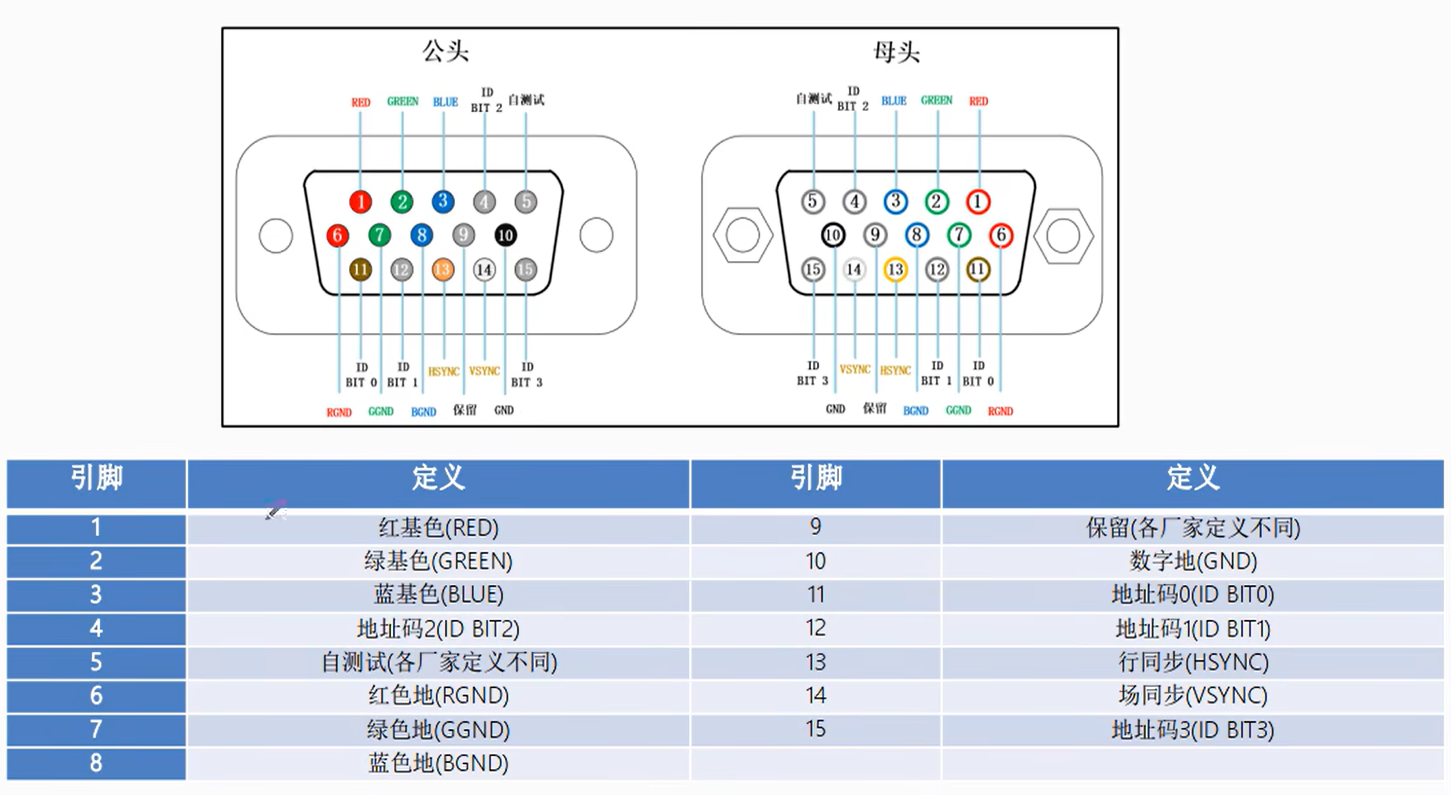 公头
母头
RED GREEN BLUE ID BIT 2 自测试
自测试 ID BIT 2 BLUE GREEN RED
1 2 3 4 5
5 4 3 2 1
6 7 8 9 10
10 9 8 7 6
11 12 13 14 15
15 14 13 12 11
ID BIT 0 ID BIT 1 HSYNC VSYNC ID BIT 3
ID BIT 3 VSYNC HSYNC ID BIT 1 ID BIT 0
RGND GGND BGND 保留 GND
GND 保留 BGND GGND RGND
引脚 定义 引脚 定义
1 红基色(RED) 9 保留(各厂家定义不同)
2 绿基色(GREEN) 10 数字地(GND)
3 蓝基色(BLUE) 11 地址码0(ID BIT0)
4 地址码2(ID BIT2) 12 地址码1(ID BIT1)
5 自测试(各厂家定义不同) 13 行同步(HSYNC)
6 红色地(RGND) 14 场同步(VSYNC)
7 绿色地(GGND) 15 地址码3(ID BIT3)
8 蓝色地(BGND)